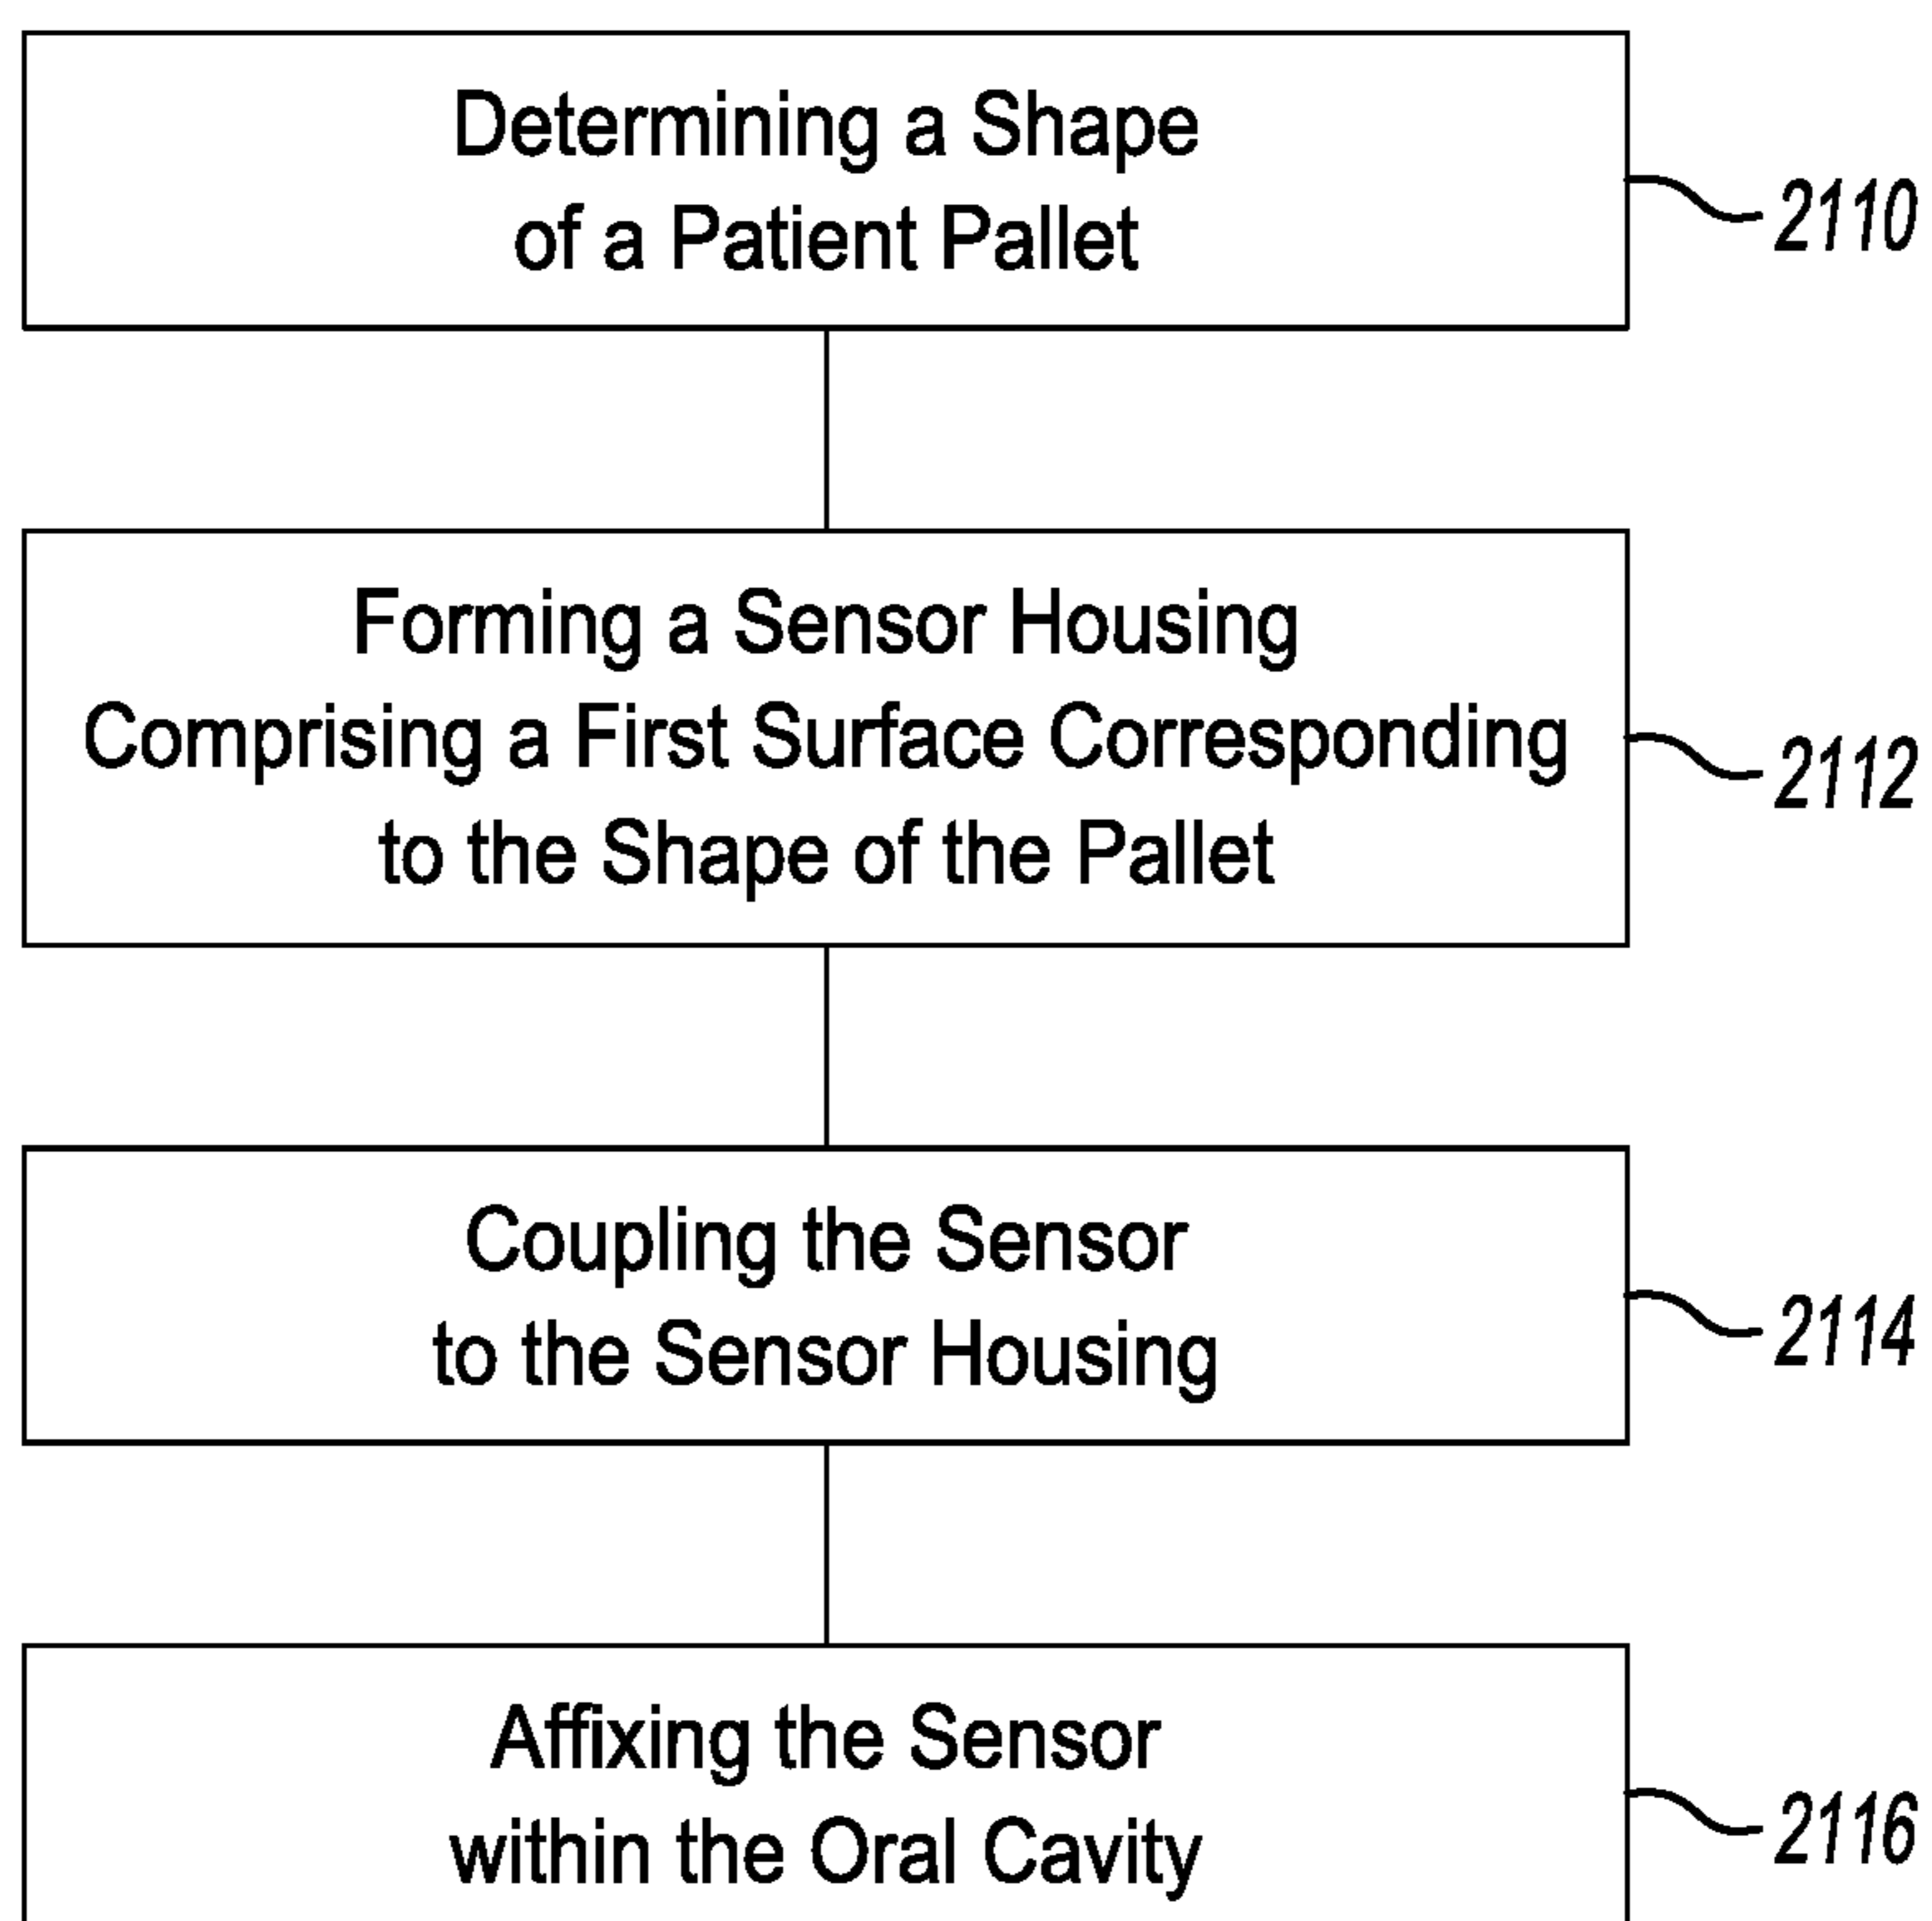 Determining a Shape
of a Patient Pallet
2110
Forming a Sensor Housing
Comprising a First Surface Corresponding
to the Shape of the Pallet
2112
Coupling the Sensor
to the Sensor Housing
2114
Affixing the Sensor
within the Oral Cavity
2116